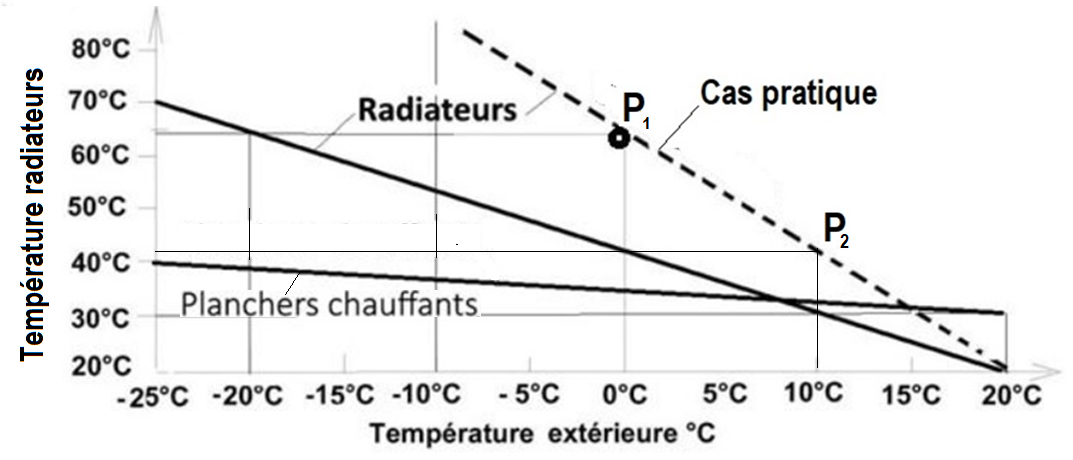 Température radiateurs
80°C
70°C
60°C
50°C
40°C
30°C
20°C
Radiateurs
P1
Cas pratique
P2
Planchers chauffants
-25°C -20°C -15°C -10°C - 5°C 0°C 5°C 10°C 15°C 20°C
Température extérieure °C